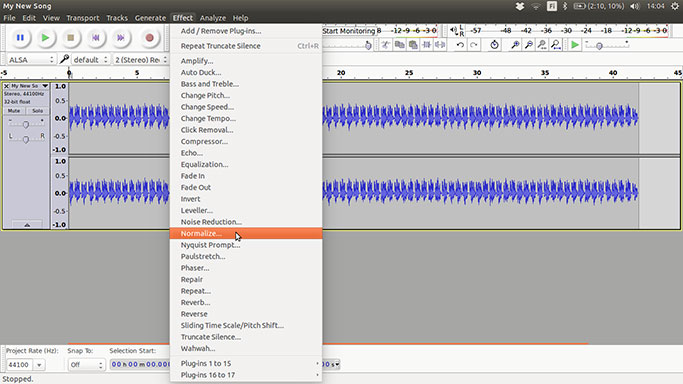 My New Song
Fi
(2:10, 10%)
14:04
File Edit View Transport Tracks Generate Effect Analyze Help
Add / Remove Plug-ins...
Repeat Truncate Silence Ctrl+R
Start Monitoring
-12 -9 -6 -3 0
L
R
-57 -48 -12 -9 -6 -3 0
ALSA
default
2 (Stereo) Re
-5 0 20 25 30 35 40 45
My New So
Stereo, 44100Hz
32-bit float
Mute Solo
- +
L R
1.0
0.5
0.0
-0.5
-1.0
1.0
0.5
0.0
-0.5
-1.0
Amplify...
Auto Duck...
Bass and Treble...
Change Pitch...
Change Speed...
Change Tempo...
Click Removal...
Compressor...
Echo...
Equalization...
Fade In
Fade Out
Invert
Leveller...
Noise Reduction...
Normalize...
Nyquist Prompt...
Paulstretch...
Phaser...
Repair
Repeat...
Reverb...
Reverse
Sliding Time Scale/Pitch Shift...
Truncate Silence...
Wahwah...
Plug-ins 1 to 15
Plug-ins 16 to 17
Project Rate (Hz): Snap To: Selection Start:
44100 Off 00 h 00 m 00.00
Stopped.